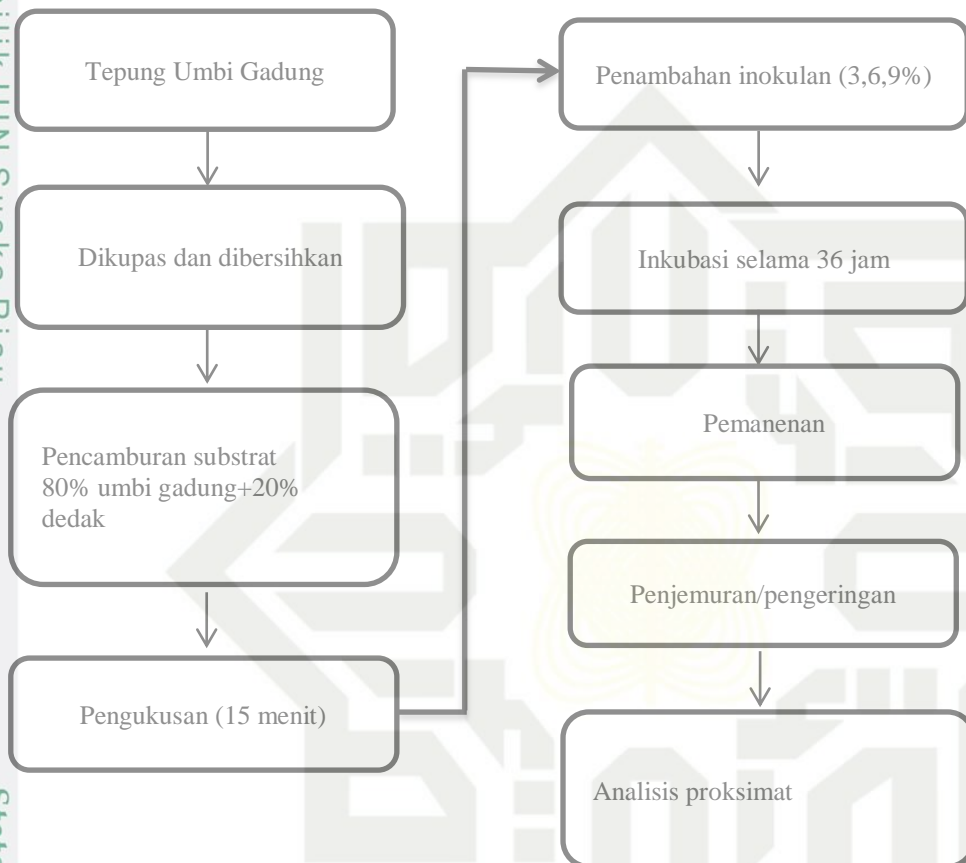 Tepung Umbi Gadung
Dikupas dan dibersihkan
Pencamburan substrat
80% umbi gadung+20%
dedak
Pengukusan (15 menit)
Penambahan inokulan (3,6,9%)
Inkubasi selama 36 jam
Pemanenan
Penjemuran/pengeringan
Analisis proksimat